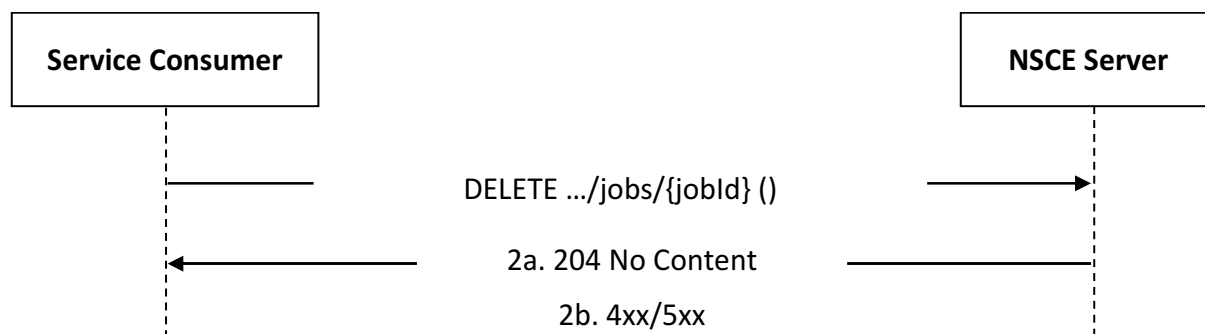 Service Consumer
NSCE Server
DELETE …/jobs/{jobId} ()
2a. 204 No Content
2b. 4xx/5xx